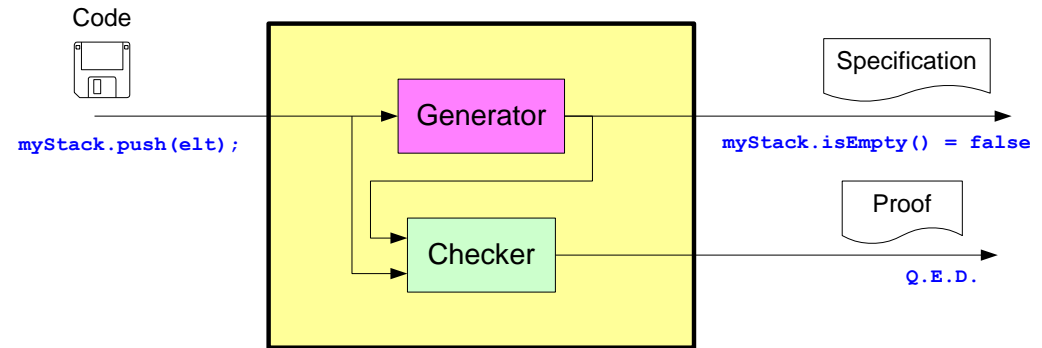 Code
Specification
Generator
myStack.push(elt);
myStack.isEmpty() = false
Proof
Checker
Q.E.D.